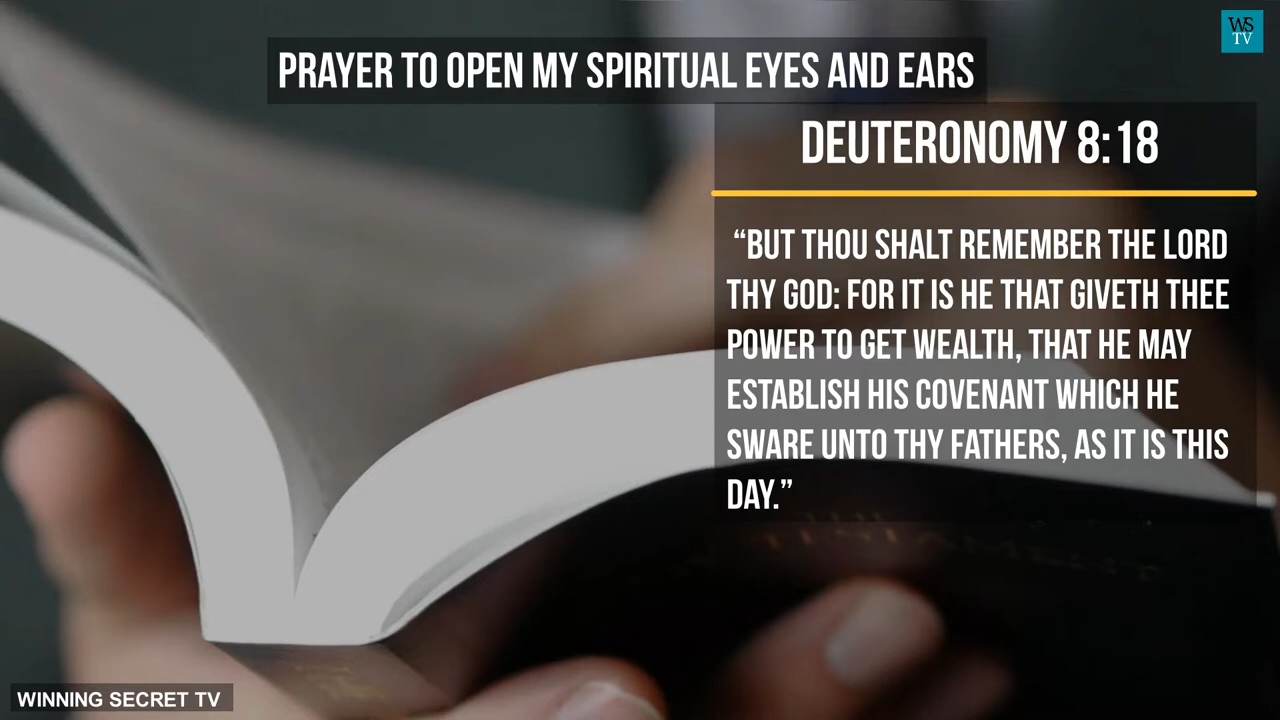 WS
TV
PRAYER TO OPEN MY SPIRITUAL EYES AND EARS
DEUTERONOMY 8:18
“BUT THOU SHALT REMEMBER THE LORD
THY GOD: FOR IT IS HE THAT GIVETH THEE
POWER TO GET WEALTH, THAT HE MAY
ESTABLISH HIS COVENANT WHICH HE
SWARE UNTO THY FATHERS, AS IT IS THIS
DAY.”
TESTAMENT
WINNING SECRET TV